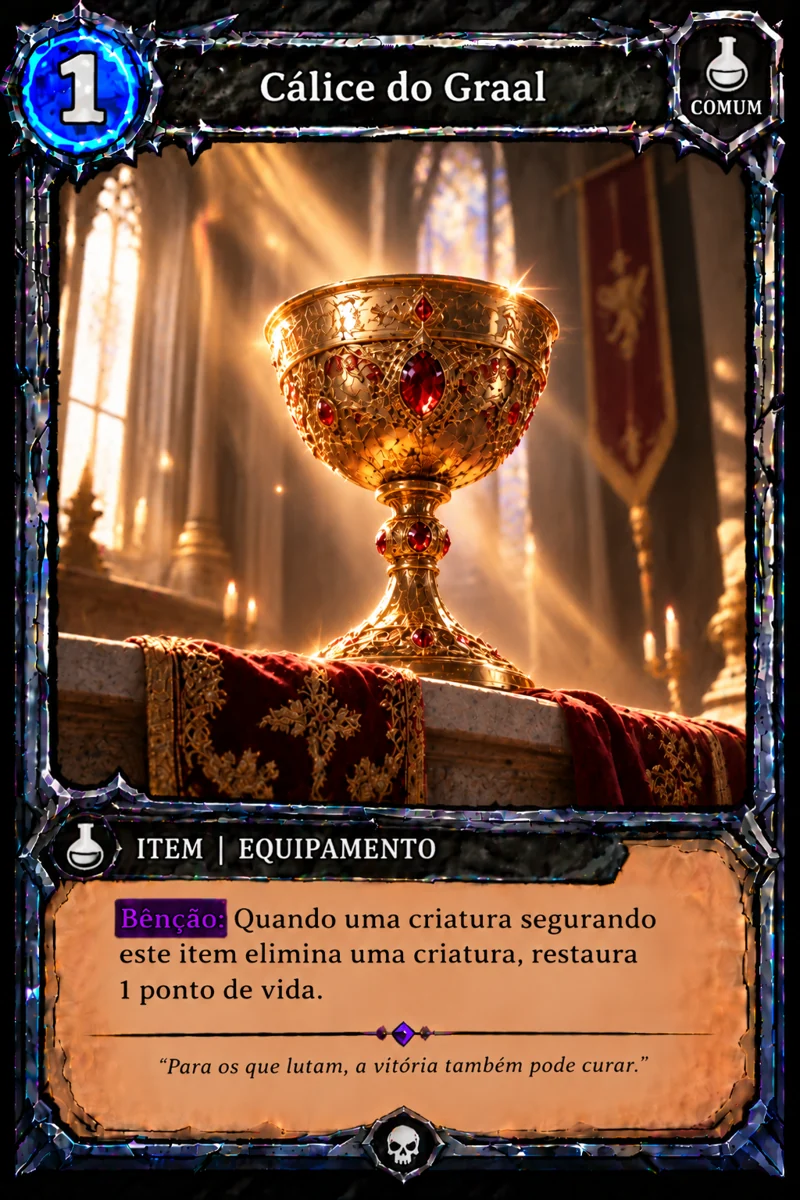 1
Cálice do Graal
COMUM
ITEM | EQUIPAMENTO
Bênção: Quando uma criatura segurando
este item elimina uma criatura, restaura
1 ponto de vida.
“Para os que lutam, a vitória também pode curar.”